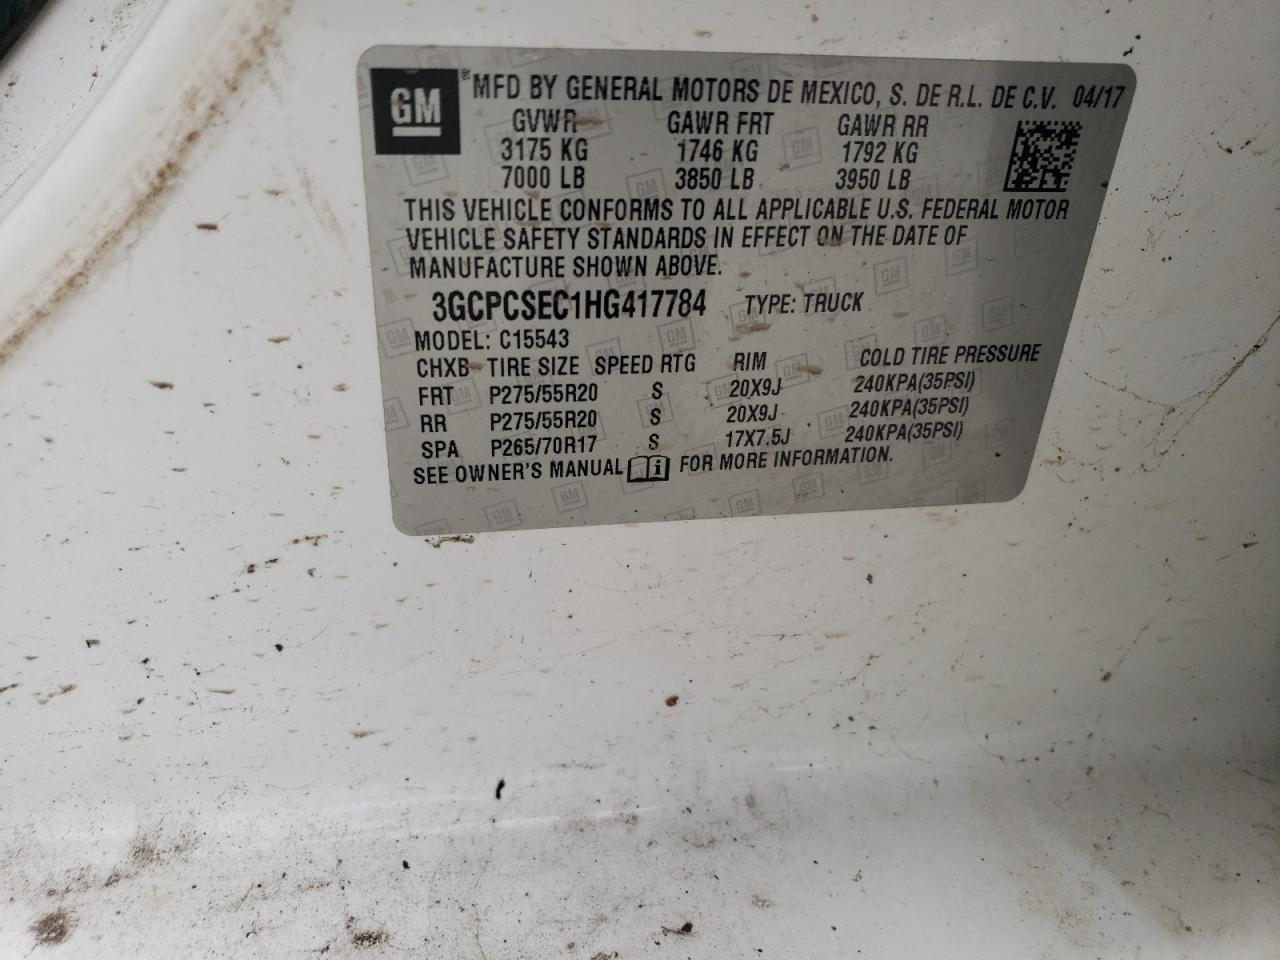 GM
®MFD BY GENERAL MOTORS DE MEXICO, S. DE R.L. DE C.V. 04/17
GVWR GAWR FRT GAWR RR
3175 KG 1746 KG 1792 KG
7000 LB 3850 LB 3950 LB
THIS VEHICLE CONFORMS TO ALL APPLICABLE U.S. FEDERAL MOTOR
VEHICLE SAFETY STANDARDS IN EFFECT ON THE DATE OF
MANUFACTURE SHOWN ABOVE.
3GCPCSEC1HG417784 TYPE: TRUCK
MODEL: C15543
CHXB TIRE SIZE SPEED RTG RIM COLD TIRE PRESSURE
FRT P275/55R20 S 20X9J 240KPA(35PSI)
RR P275/55R20 S 20X9J 240KPA(35PSI)
SPA P265/70R17 S 17X7.5J 240KPA(35PSI)
SEE OWNER'S MANUAL i FOR MORE INFORMATION.